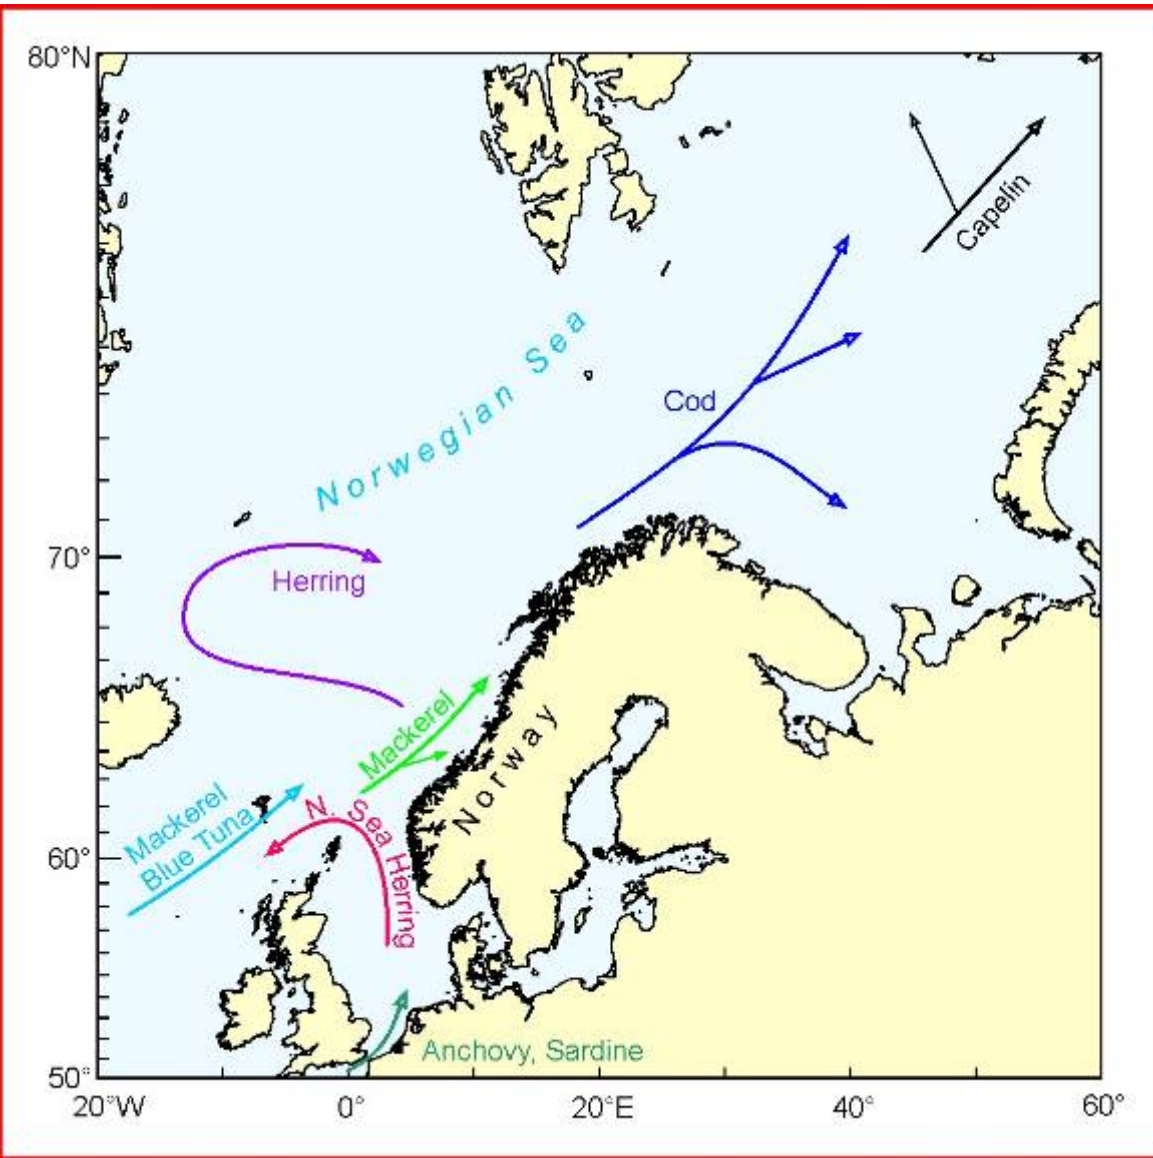 80°N
Capelin
Norwegian Sea
Cod
70°
Herring
Mackerel
Norway
Mackerel
Blue Tuna
N. Sea Herring
60°
Anchovy, Sardine
50°
20°W
0°
20°E
40°
60°